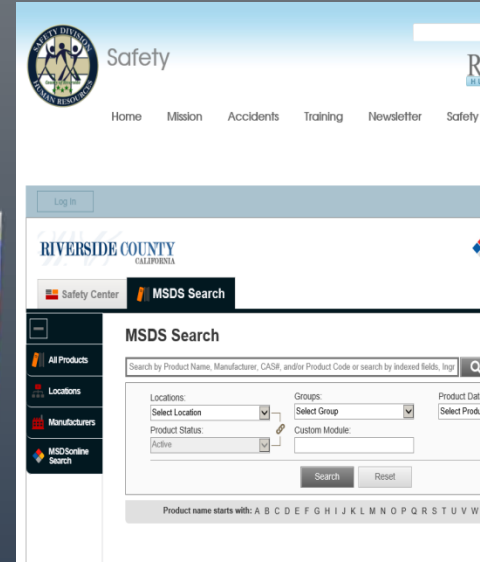 SAFETY DIVISION
HUMAN RESOURCES
Safety
R
Home Mission Accidents Training Newsletter Safety
Log In
RIVERSIDE COUNTY
CALIFORNIA
Safety Center MSDS Search
MSDS Search
All Products
Locations
Manufacturers
MSDSonline
Search
Search by Product Name, Manufacturer, CAS#, and/or Product Code or search by indexed fields, Ingr
Locations: Groups: Product Dat
Select Location Select Group Select Produ
Product Status: Custom Module:
Active
Search Reset
Product name starts with: A B C D E F G H I J K L M N O P Q R S T U V W